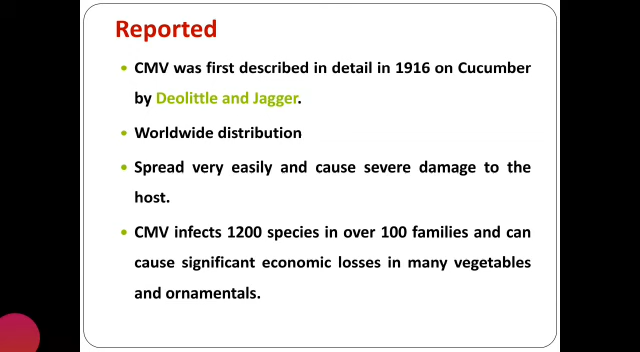 Reported
• CMV was first described in detail in 1916 on Cucumber
by Deolittle and Jagger.
• Worldwide distribution
• Spread very easily and cause severe damage to the
host.
• CMV infects 1200 species in over 100 families and can
cause significant economic losses in many vegetables
and ornamentals.